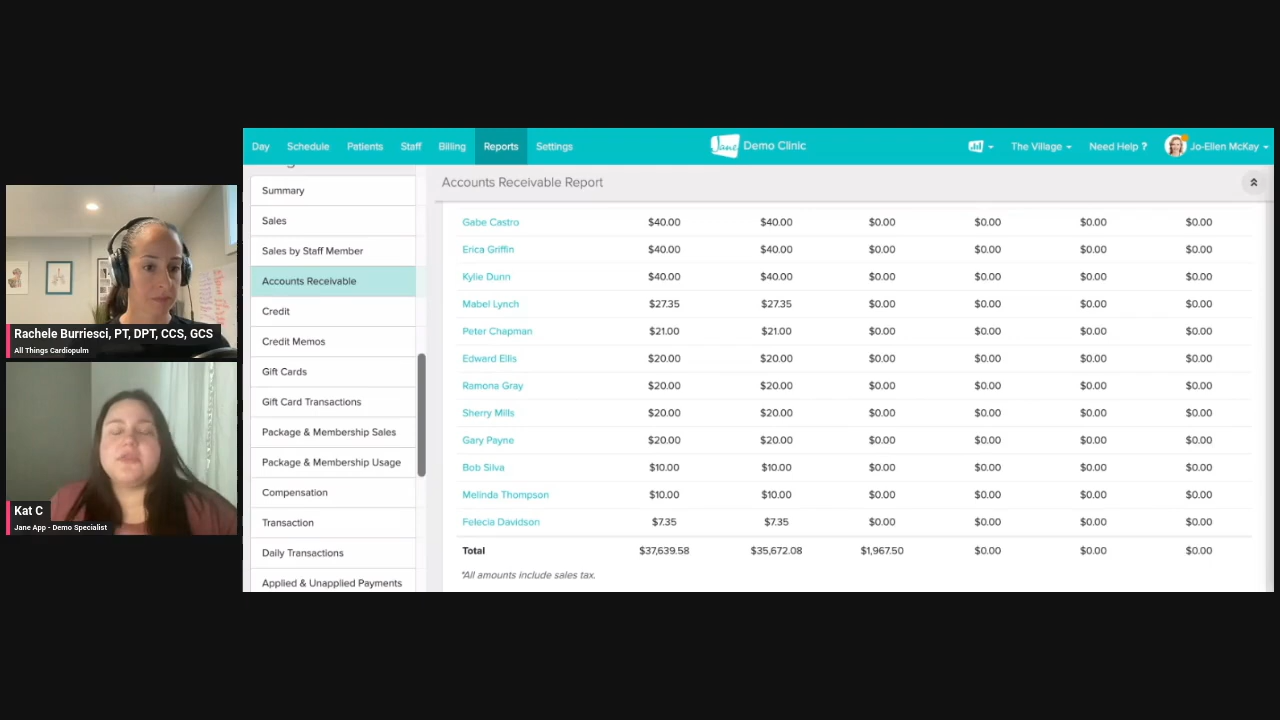 Day Schedule Patients Staff Billing Reports Settings
Jane Demo Clinic
The Village Need Help ? Jo-Ellen McKay
Rachele Burriesci, PT, DPT, CCS, GCS
All Things Cardiopulm
Kat C
Jane App - Demo Specialist
Summary
Sales
Sales by Staff Member
Accounts Receivable
Credit
Credit Memos
Gift Cards
Gift Card Transactions
Package & Membership Sales
Package & Membership Usage
Compensation
Transaction
Daily Transactions
Applied & Unapplied Payments
Accounts Receivable Report
Gabe Castro $40.00 $40.00 $0.00 $0.00 $0.00 $0.00
Erica Griffin $40.00 $40.00 $0.00 $0.00 $0.00 $0.00
Kylie Dunn $40.00 $40.00 $0.00 $0.00 $0.00 $0.00
Mabel Lynch $27.35 $27.35 $0.00 $0.00 $0.00 $0.00
Peter Chapman $21.00 $21.00 $0.00 $0.00 $0.00 $0.00
Edward Ellis $20.00 $20.00 $0.00 $0.00 $0.00 $0.00
Ramona Gray $20.00 $20.00 $0.00 $0.00 $0.00 $0.00
Sherry Mills $20.00 $20.00 $0.00 $0.00 $0.00 $0.00
Gary Payne $20.00 $20.00 $0.00 $0.00 $0.00 $0.00
Bob Silva $10.00 $10.00 $0.00 $0.00 $0.00 $0.00
Melinda Thompson $10.00 $10.00 $0.00 $0.00 $0.00 $0.00
Felecia Davidson $7.35 $7.35 $0.00 $0.00 $0.00 $0.00
Total $37,639.58 $35,672.08 $1,967.50 $0.00 $0.00 $0.00
*All amounts include sales tax.